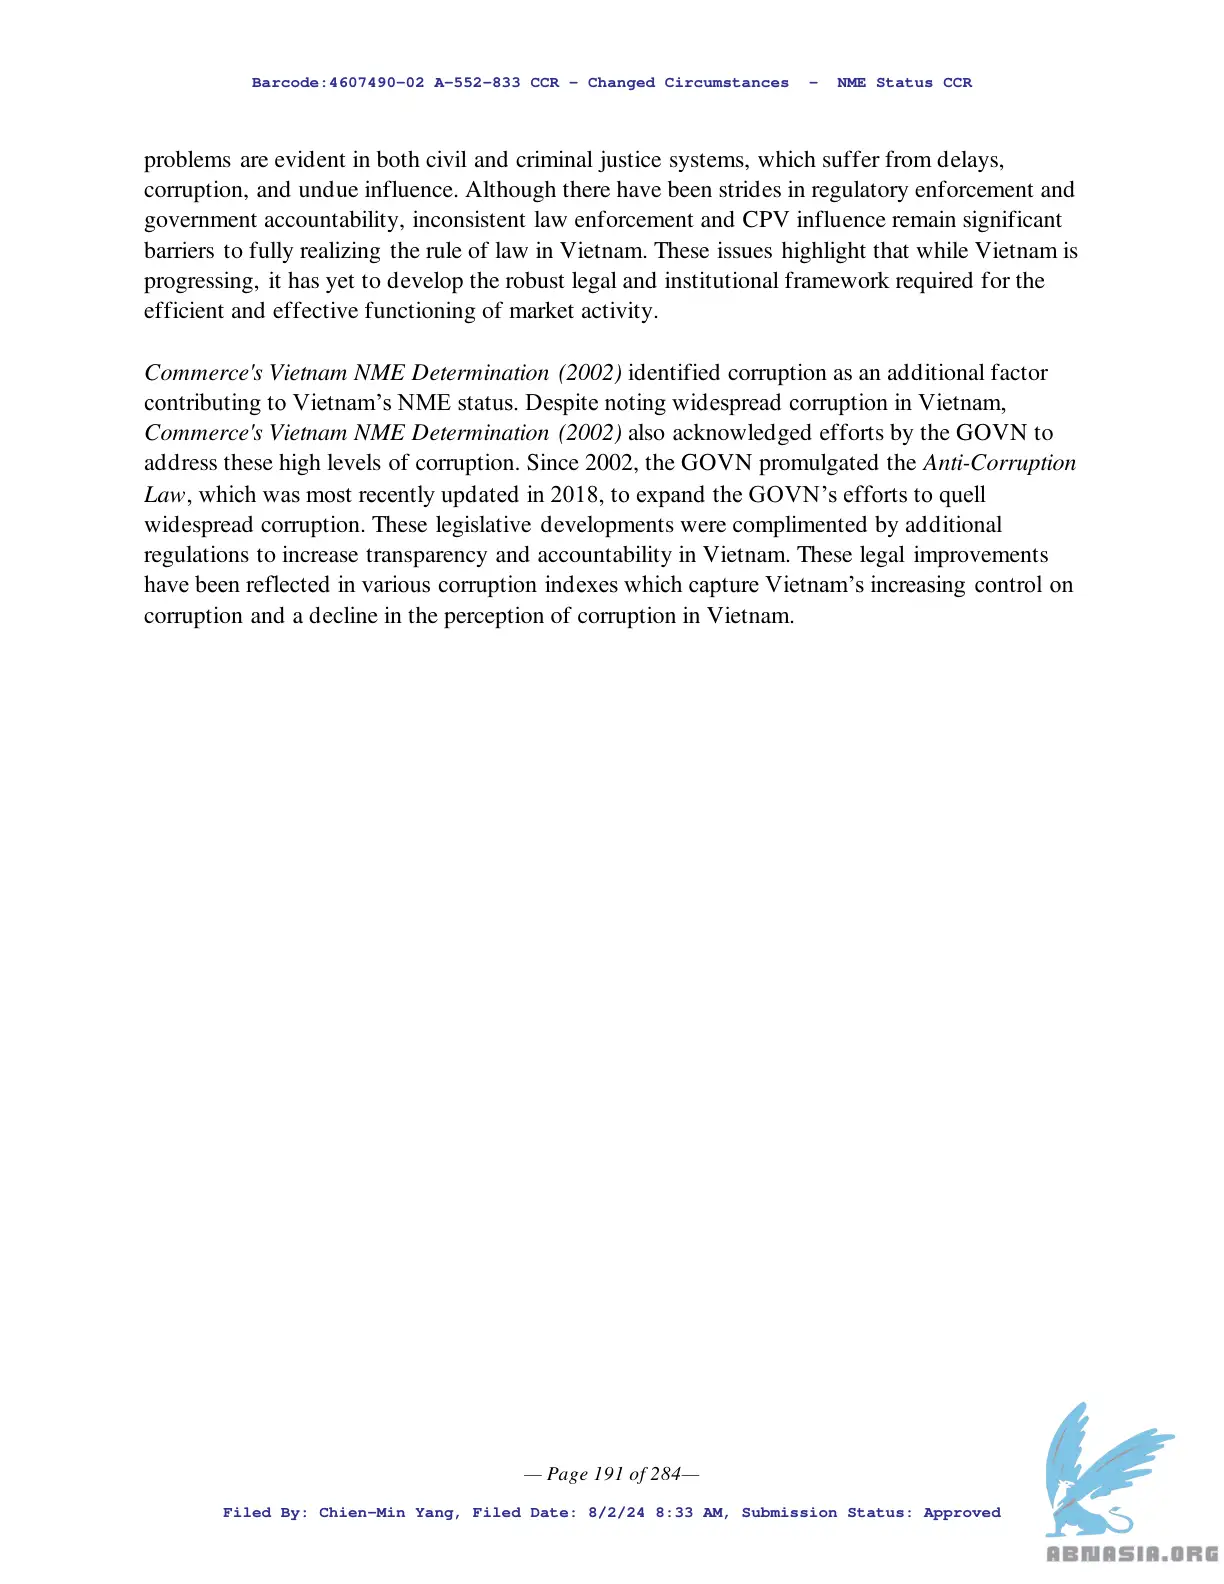 Barcode:4607490-02 A-552-833 CCR - Changed Circumstances - NME Status CCR
problems are evident in both civil and criminal justice systems, which suffer from delays,
corruption, and undue influence. Although there have been strides in regulatory enforcement and
government accountability, inconsistent law enforcement and CPV influence remain significant
barriers to fully realizing the rule of law in Vietnam. These issues highlight that while Vietnam is
progressing, it has yet to develop the robust legal and institutional framework required for the
efficient and effective functioning of market activity.
Commerce's Vietnam NME Determination (2002) identified corruption as an additional factor
contributing to Vietnam’s NME status. Despite noting widespread corruption in Vietnam,
Commerce's Vietnam NME Determination (2002) also acknowledged efforts by the GOVN to
address these high levels of corruption. Since 2002, the GOVN promulgated the Anti-Corruption
Law, which was most recently updated in 2018, to expand the GOVN’s efforts to quell
widespread corruption. These legislative developments were complimented by additional
regulations to increase transparency and accountability in Vietnam. These legal improvements
have been reflected in various corruption indexes which capture Vietnam’s increasing control on
corruption and a decline in the perception of corruption in Vietnam.
— Page 191 of 284—
Filed By: Chien-Min Yang, Filed Date: 8/2/24 8:33 AM, Submission Status: Approved
ABNASIA.ORG